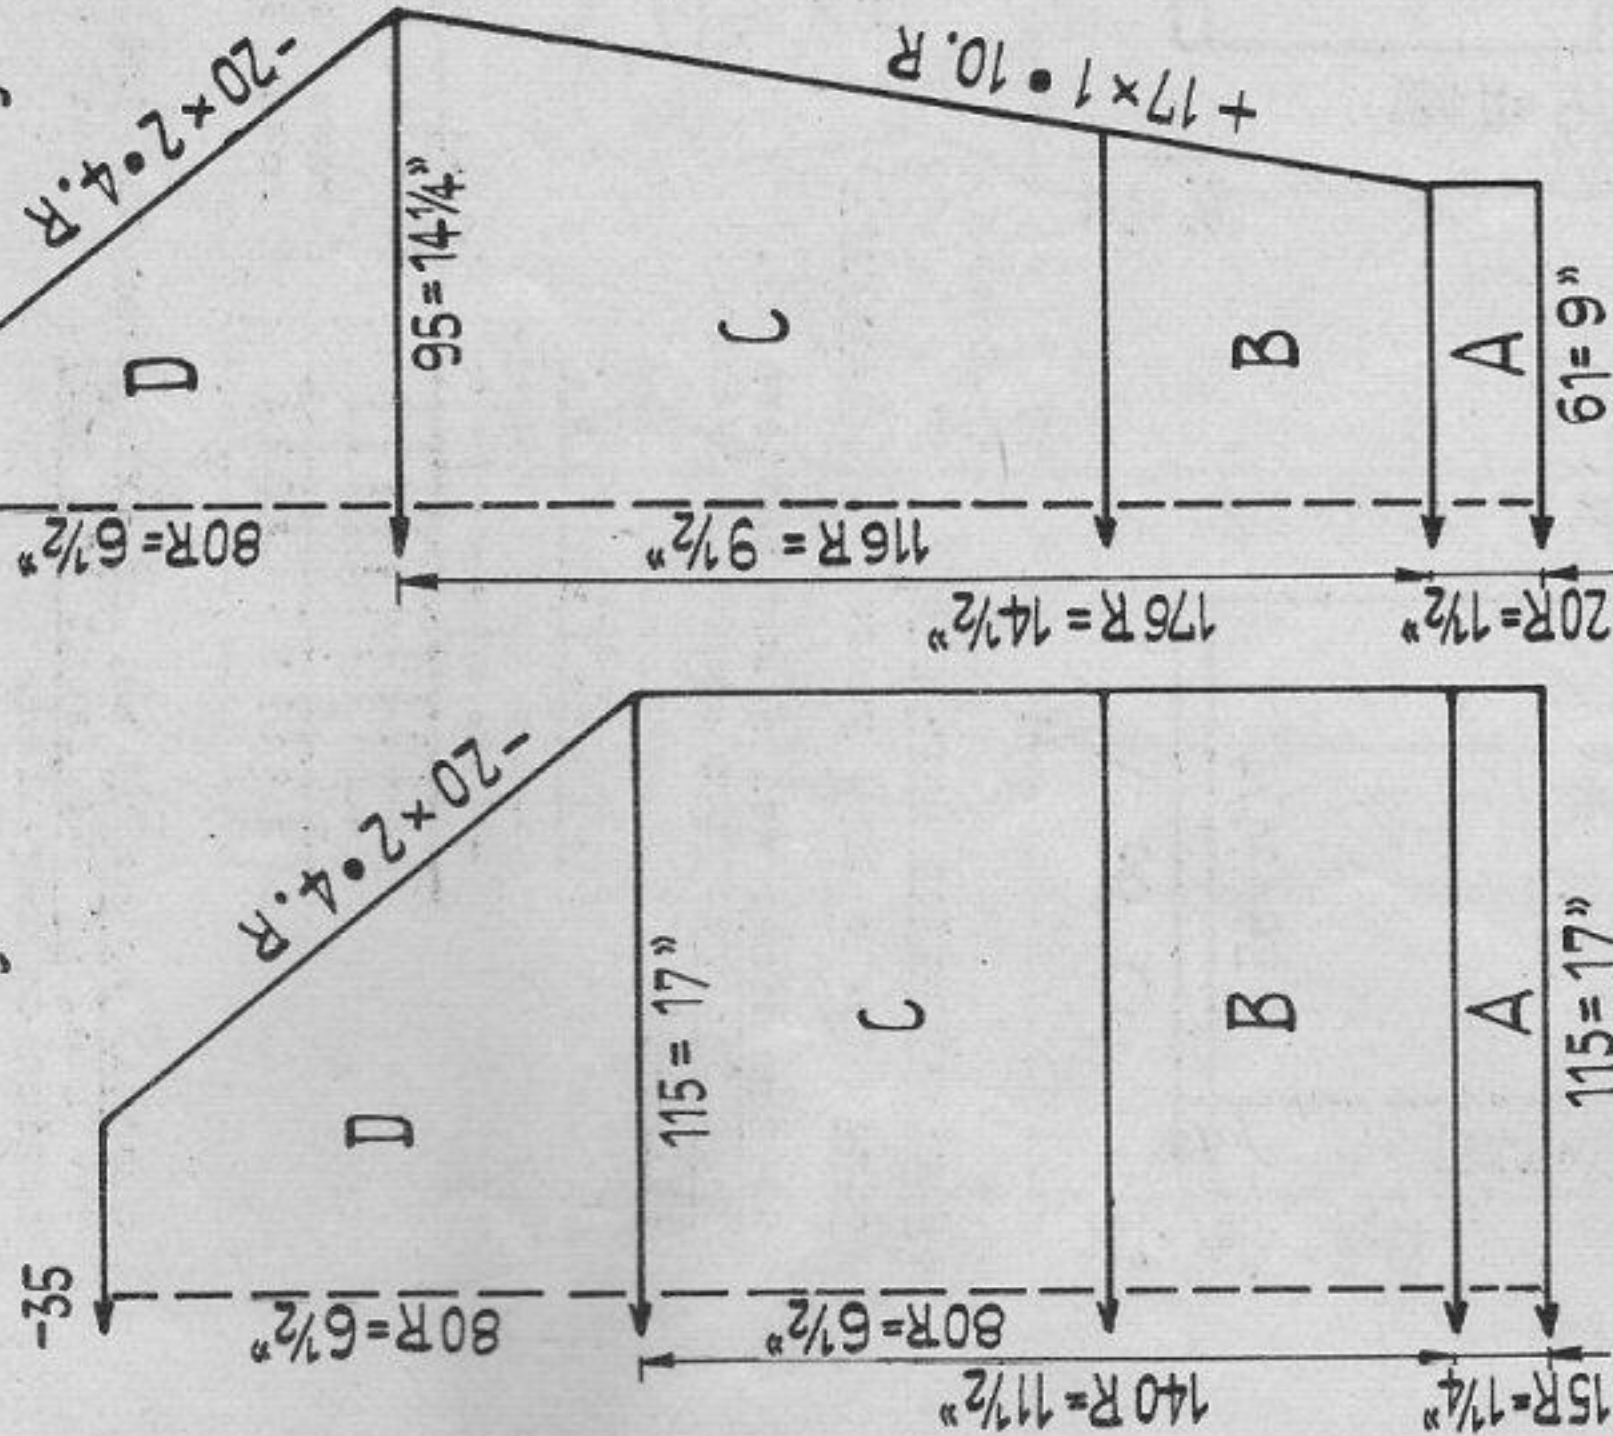 -20×2•4.R
D
80R=6½"
95=14¼"
C
+17×1•10.R
116R=9½"
B
A
61=9"
176R=14½"
20R=1½"
-35
-20×2•4.R
D
80R=6½"
115=17"
C
80R=6½"
B
A
115=17"
140R=11½"
15R=1¼"